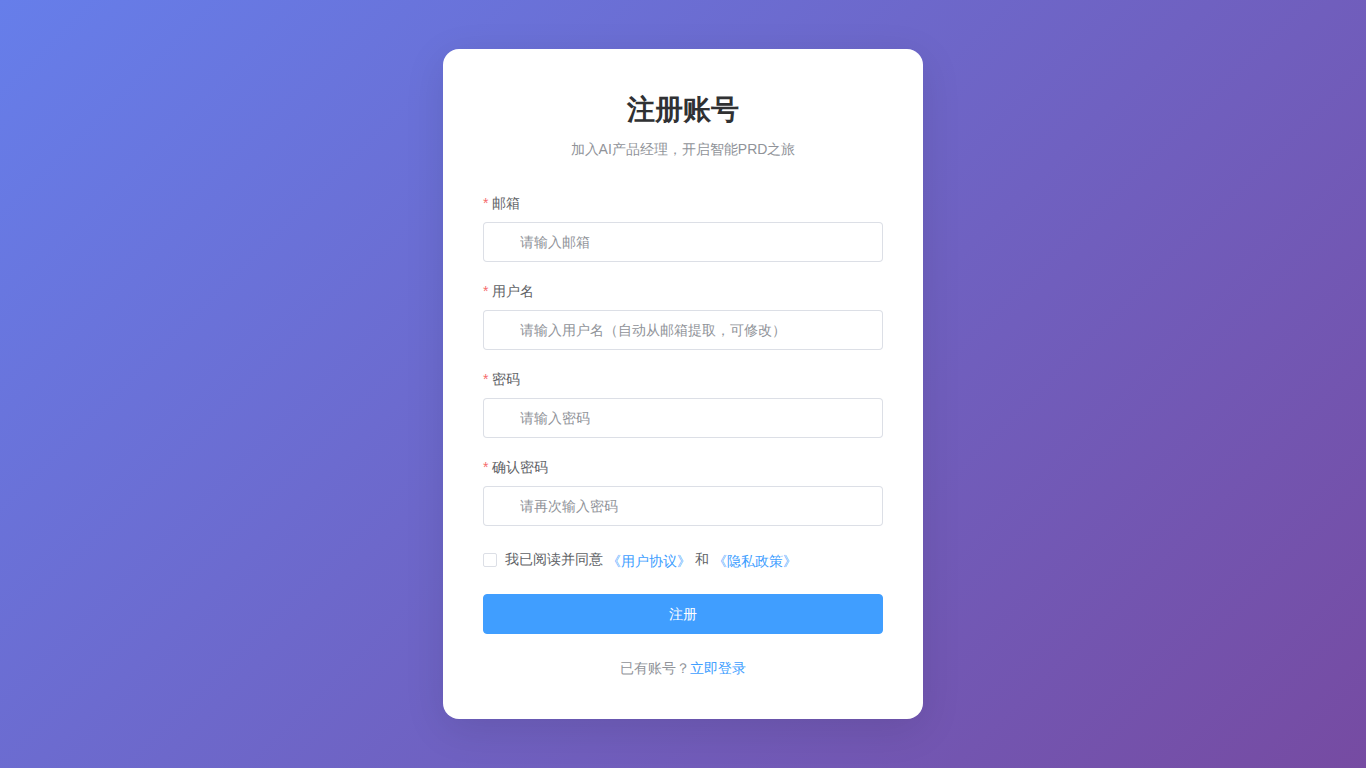 注册账号
加入AI产品经理，开启智能PRD之旅
* 邮箱
请输入邮箱
* 用户名
请输入用户名（自动从邮箱提取，可修改）
* 密码
请输入密码
* 确认密码
请再次输入密码
我已阅读并同意 《用户协议》 和 《隐私政策》
注册
已有账号？立即登录